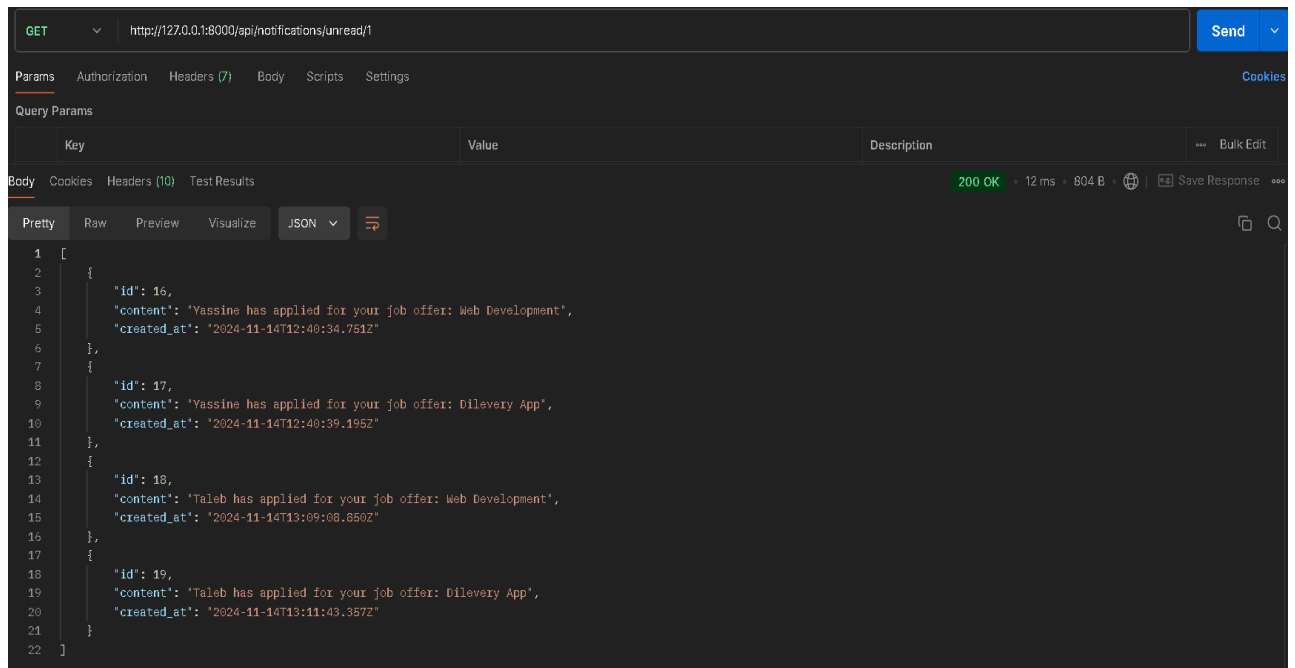 GET http://127.0.0.1:8000/api/notifications/unread/1 Send
Params Authorization Headers (7) Body Scripts Settings Cookies
Query Params
Key Value Description Bulk Edit
Body Cookies Headers (10) Test Results 200 OK 12 ms 804 B Save Response
Pretty Raw Preview Visualize JSON
1 [
2 {
3 "id": 16,
4 "content": "Yassine has applied for your job offer: Web Development",
5 "created_at": "2024-11-14T12:40:34.751Z"
6 },
7 {
8 "id": 17,
9 "content": "Yassine has applied for your job offer: Dilevery App",
10 "created_at": "2024-11-14T12:40:39.195Z"
11 },
12 {
13 "id": 18,
14 "content": "Taleb has applied for your job offer: Web Development",
15 "created_at": "2024-11-14T13:09:08.850Z"
16 },
17 {
18 "id": 19,
19 "content": "Taleb has applied for your job offer: Dilevery App",
20 "created_at": "2024-11-14T13:11:43.357Z"
21 }
22 ]